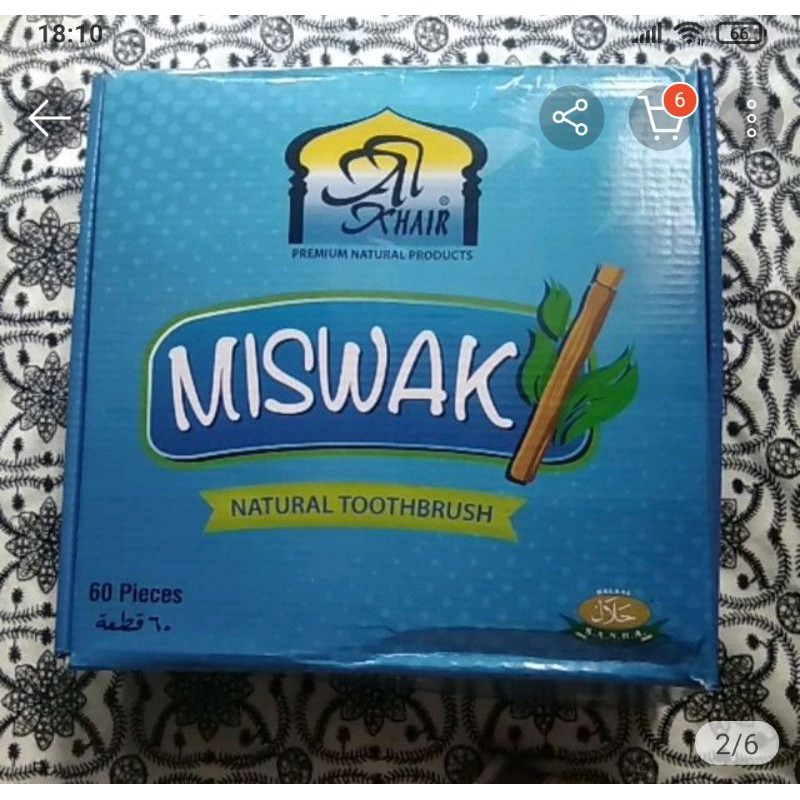 18:10
66
6
Al
KHAIR®
PREMIUM NATURAL PRODUCTS
MISWAK
NATURAL TOOTHBRUSH
60 Pieces
٦٠ قطعة
HALAAL
حلال
S.A.N.H.A.
2/6